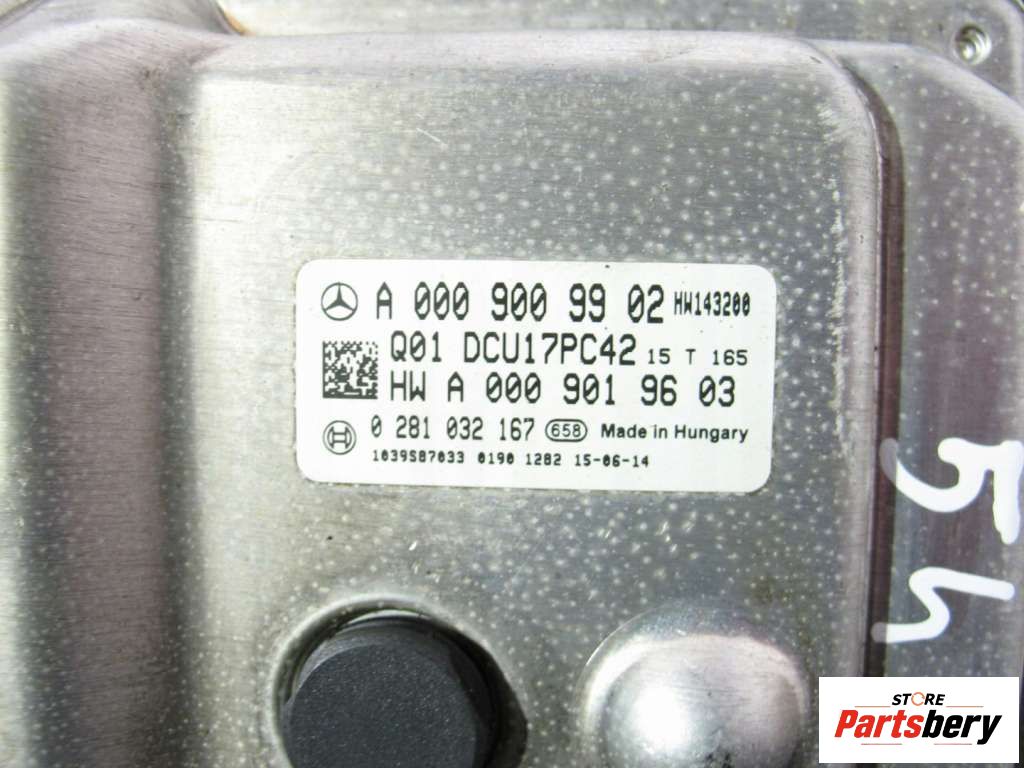 A 000 900 99 02 HW143200
Q01 DCU17PC42 15 T 165
HW A 000 901 96 03
0 281 032 167 658 Made in Hungary
1039S87033 0190 1282 15-06-14
54
STORE
Partsbery